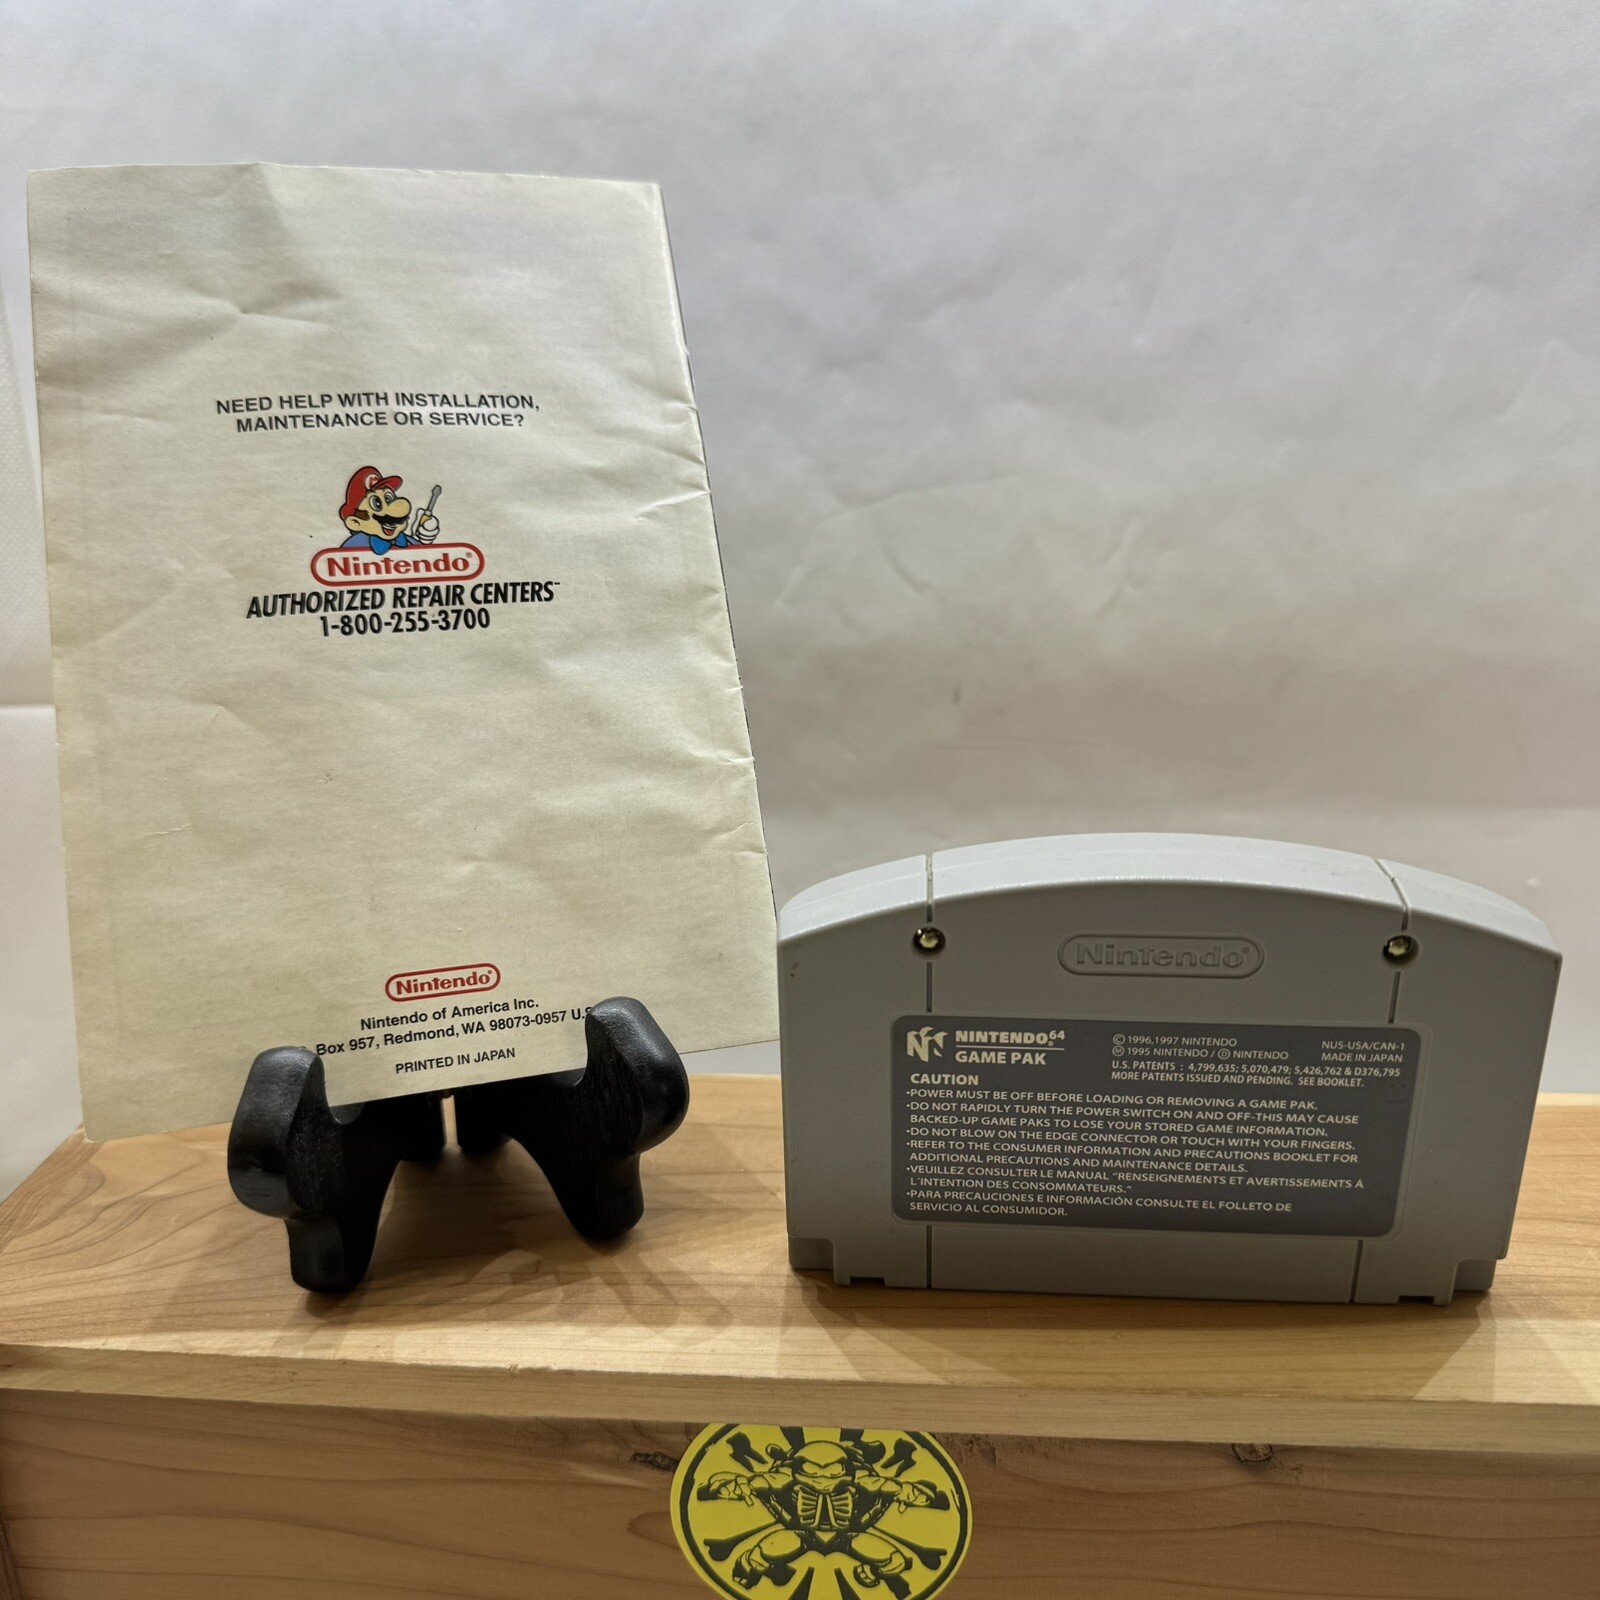 NEED HELP WITH INSTALLATION,
MAINTENANCE OR SERVICE?
Nintendo®
AUTHORIZED REPAIR CENTERS™
1-800-255-3700
Nintendo®
Nintendo of America Inc.
Box 957, Redmond, WA 98073-0957 U.S
PRINTED IN JAPAN
Nintendo®
NINTENDO®64
GAME PAK
©1996,1997 NINTENDO
Ⓜ 1995 NINTENDO / Ⓓ NINTENDO
NUS-USA/CAN-1
MADE IN JAPAN
U.S. PATENTS : 4,799,635; 5,070,479; 5,426,762 & D376,795
MORE PATENTS ISSUED AND PENDING. SEE BOOKLET.
CAUTION
•POWER MUST BE OFF BEFORE LOADING OR REMOVING A GAME PAK.
•DO NOT RAPIDLY TURN THE POWER SWITCH ON AND OFF-THIS MAY CAUSE
BACKED-UP GAME PAKS TO LOSE YOUR STORED GAME INFORMATION.
•DO NOT BLOW ON THE EDGE CONNECTOR OR TOUCH WITH YOUR FINGERS.
•REFER TO THE CONSUMER INFORMATION AND PRECAUTIONS BOOKLET FOR
ADDITIONAL PRECAUTIONS AND MAINTENANCE DETAILS.
•VEUILLEZ CONSULTER LE MANUAL "RENSEIGNEMENTS ET AVERTISSEMENTS À
L'INTENTION DES CONSOMMATEURS."
•PARA PRECAUCIONES E INFORMACIÓN CONSULTE EL FOLLETO DE
SERVICIO AL CONSUMIDOR.